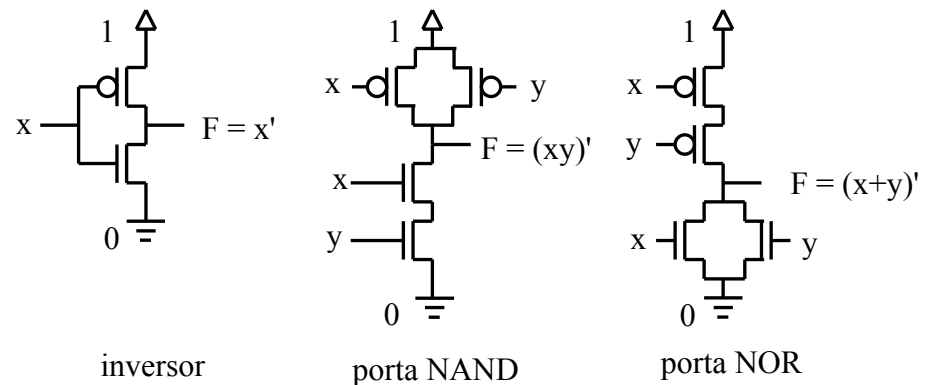 1
x
F = x'
0
inversor
1
x
y
F = (xy)'
x
y
0
porta NAND
1
x
y
F = (x+y)'
x
y
0
porta NOR